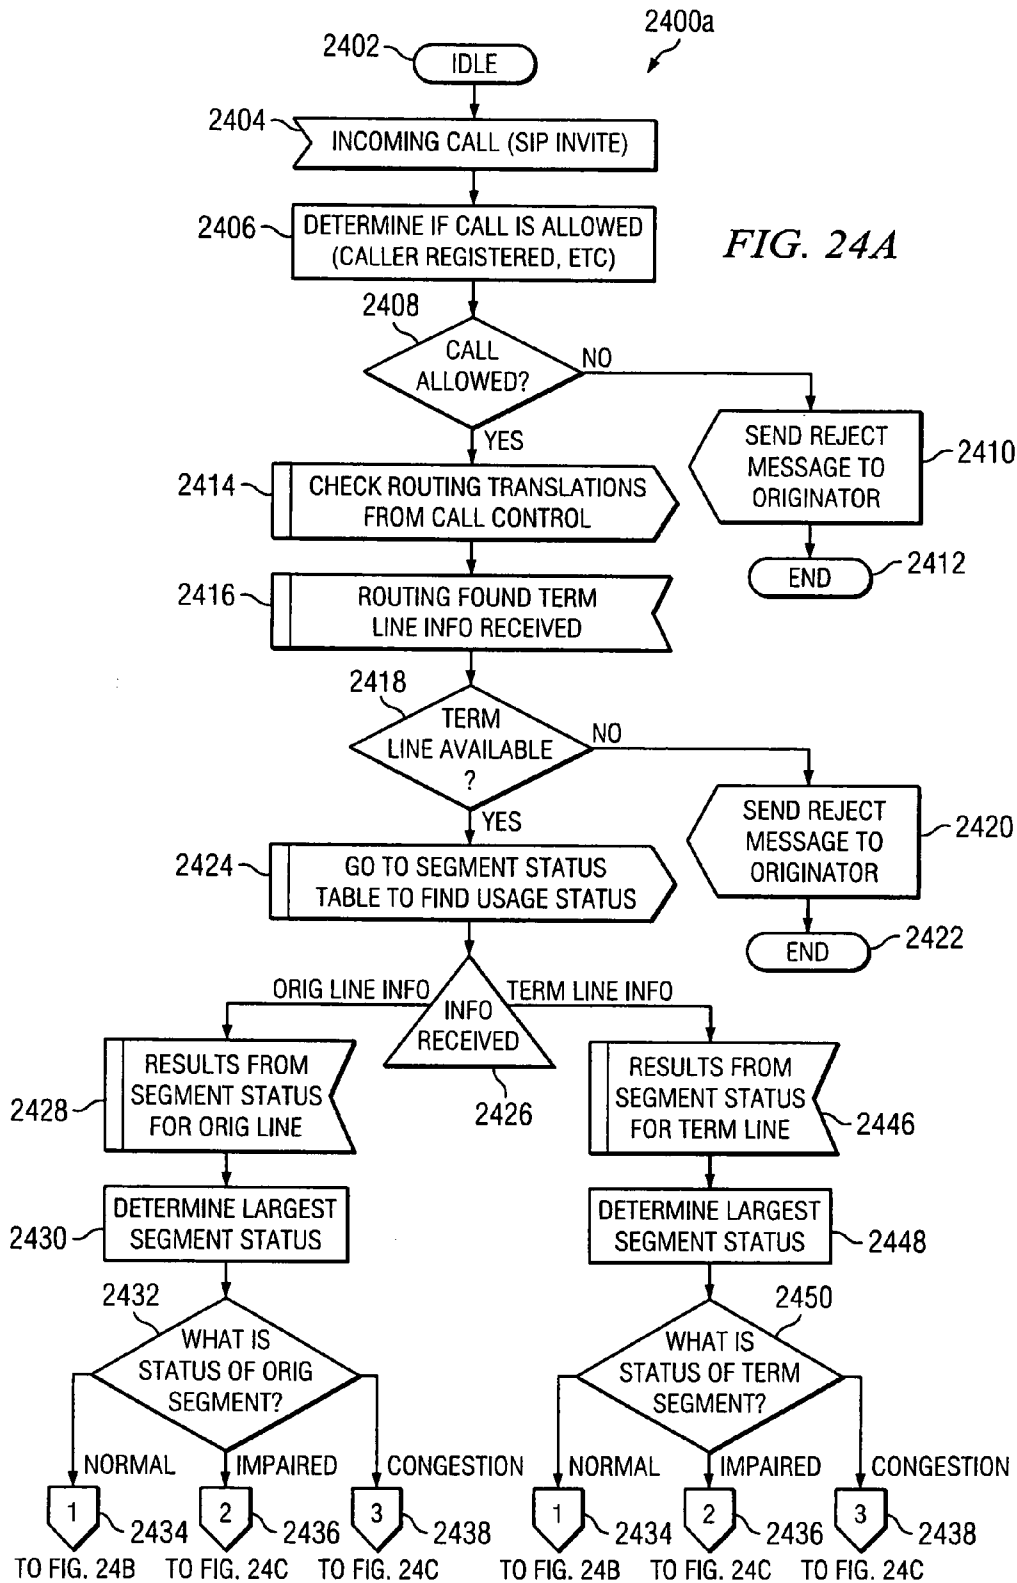 2400a
2402
IDLE
2404
INCOMING CALL (SIP INVITE)
2406
DETERMINE IF CALL IS ALLOWED
(CALLER REGISTERED, ETC)
FIG. 24A
2408
CALL
ALLOWED?
NO
YES
SEND REJECT
MESSAGE TO
ORIGINATOR
2410
END
2412
2414
CHECK ROUTING TRANSLATIONS
FROM CALL CONTROL
2416
ROUTING FOUND TERM
LINE INFO RECEIVED
2418
TERM
LINE AVAILABLE
?
NO
YES
SEND REJECT
MESSAGE TO
ORIGINATOR
2420
END
2422
2424
GO TO SEGMENT STATUS
TABLE TO FIND USAGE STATUS
ORIG LINE INFO
INFO
RECEIVED
TERM LINE INFO
2426
2428
RESULTS FROM
SEGMENT STATUS
FOR ORIG LINE
RESULTS FROM
SEGMENT STATUS
FOR TERM LINE
2446
2430
DETERMINE LARGEST
SEGMENT STATUS
DETERMINE LARGEST
SEGMENT STATUS
2448
2432
WHAT IS
STATUS OF ORIG
SEGMENT?
2450
WHAT IS
STATUS OF TERM
SEGMENT?
NORMAL
IMPAIRED
CONGESTION
NORMAL
IMPAIRED
CONGESTION
1
2434
2
2436
3
2438
1
2434
2
2436
3
2438
TO FIG. 24B
TO FIG. 24C
TO FIG. 24C
TO FIG. 24B
TO FIG. 24C
TO FIG. 24C